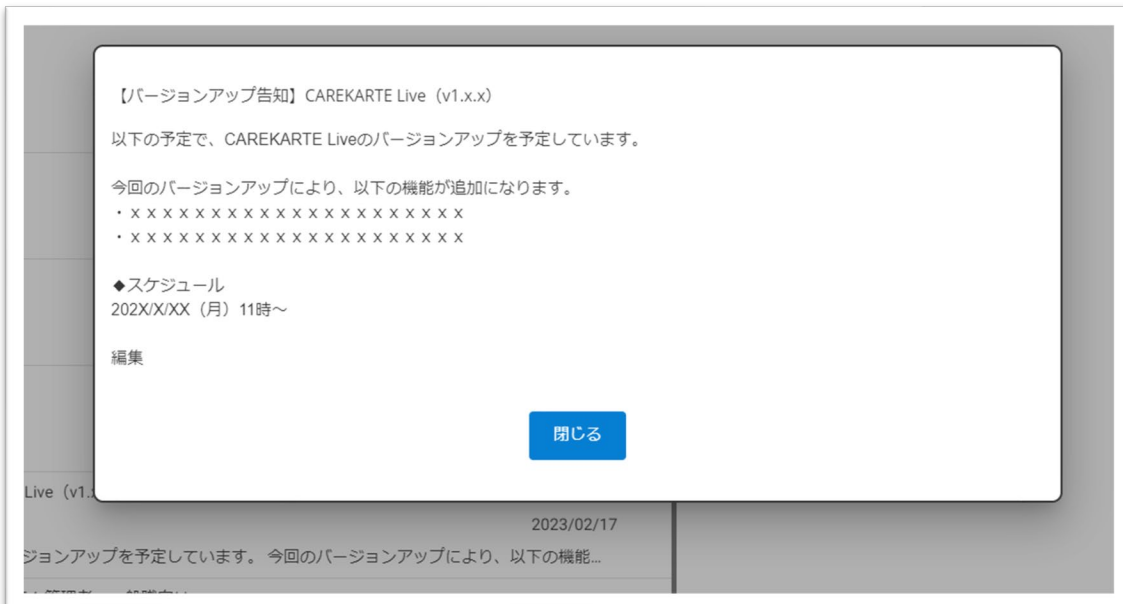 【バージョンアップ告知】CAREKARTE Live（v1.x.x）
以下の予定で、CAREKARTE Liveのバージョンアップを予定しています。
今回のバージョンアップにより、以下の機能が追加になります。
・ｘｘｘｘｘｘｘｘｘｘｘｘｘｘｘｘｘｘｘｘｘ
・ｘｘｘｘｘｘｘｘｘｘｘｘｘｘｘｘｘｘｘｘｘ
◆スケジュール
202X/X/XX（月）11時～
編集
閉じる
Live（v1.
2023/02/17
ジョンアップを予定しています。 今回のバージョンアップにより、以下の機能...